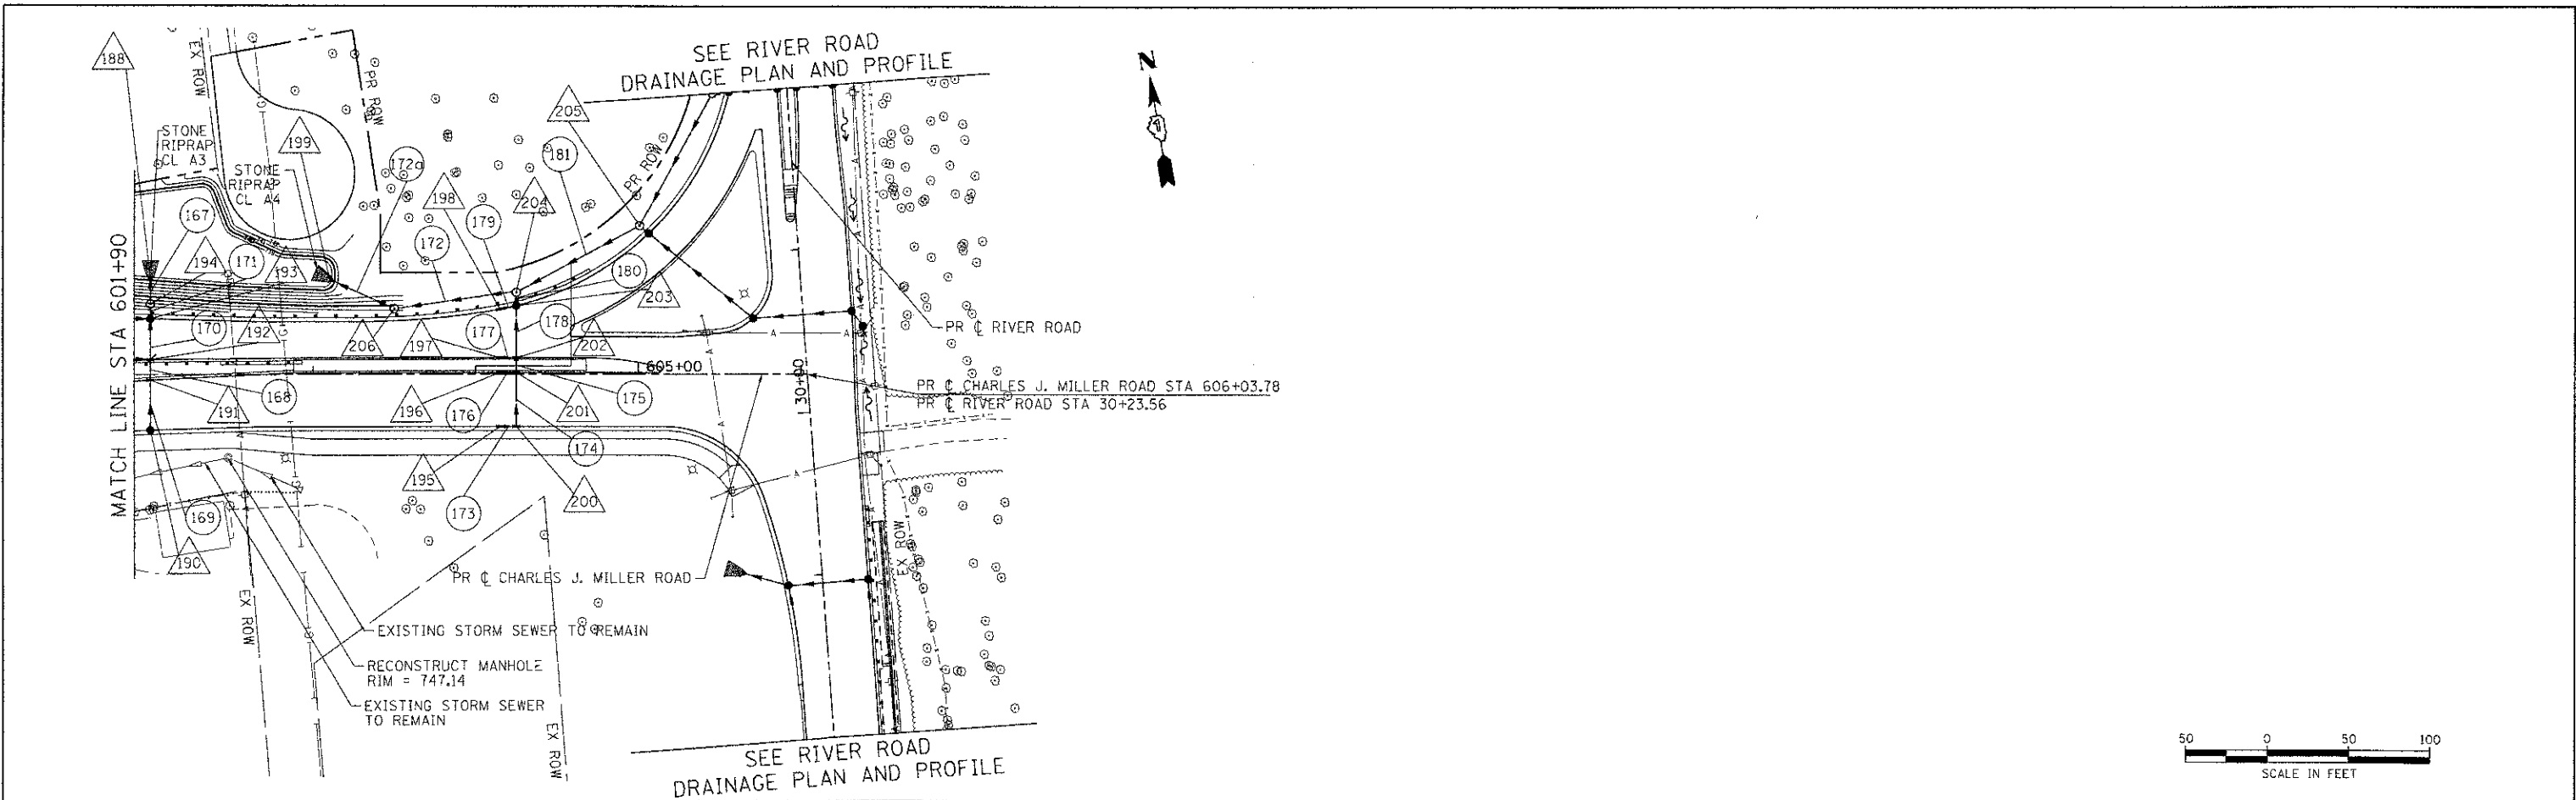 SEE RIVER ROAD
DRAINAGE PLAN AND PROFILE
N
188
EX ROW
PR ROW
205
STONE
RIPRAP
CL A3
199
STONE
RIPRAP
CL A4
172a
198
181
PR ROW
204
167
179
172
194
171
193
180
203
MATCH LINE STA 601+90
170
192
206
197
177
178
202
PR ℄ RIVER ROAD
605+00
30+00
PR ℄ CHARLES J. MILLER ROAD STA 606+03.78
PR ℄ RIVER ROAD STA 30+23.56
191
168
196
176
201
175
174
195
200
169
173
190
EX ROW
PR ℄ CHARLES J. MILLER ROAD
EX ROW
EXISTING STORM SEWER TO REMAIN
RECONSTRUCT MANHOLE
RIM = 747.14
EXISTING STORM SEWER
TO REMAIN
EX ROW
SEE RIVER ROAD
DRAINAGE PLAN AND PROFILE
50 0 50 100
SCALE IN FEET